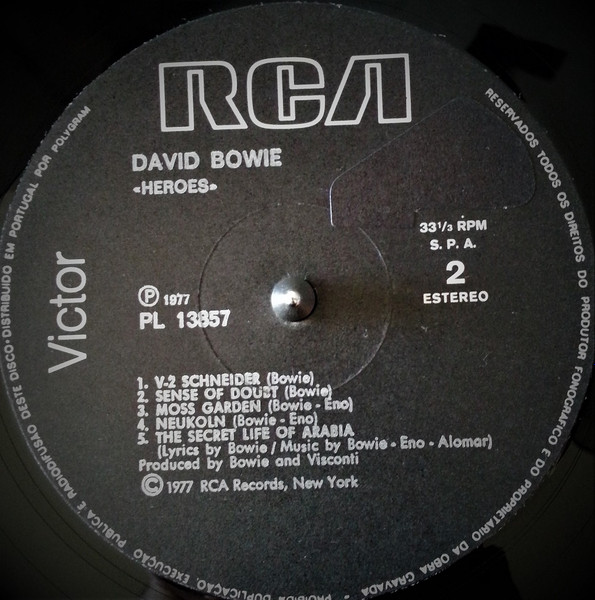 RCA
DAVID BOWIE
«HEROES»
33 1/3 RPM
S. P. A.
2
ESTEREO
Victor
Ⓟ 1977
PL 13857
1. V-2 SCHNEIDER (Bowie)
2. SENSE OF DOUBT (Bowie)
3. MOSS GARDEN (Bowie - Eno)
4. NEUKOLN (Bowie - Eno)
5. THE SECRET LIFE OF ARABIA
(Lyrics by Bowie / Music by Bowie - Eno - Alomar)
Produced by Bowie and Visconti
© 1977 RCA Records, New York
RESERVADOS TODOS OS DIREITOS DO PRODUTOR FONOGRÁFICO E DO PROPRIETÁRIO DA OBRA GRAVADA - PROIBIDA DUPLICAÇÃO, EXECUÇÃO PÚBLICA E RADIODIFUSÃO DESTE DISCO • DISTRIBUIDO EM PORTUGAL POR POLYGRAM